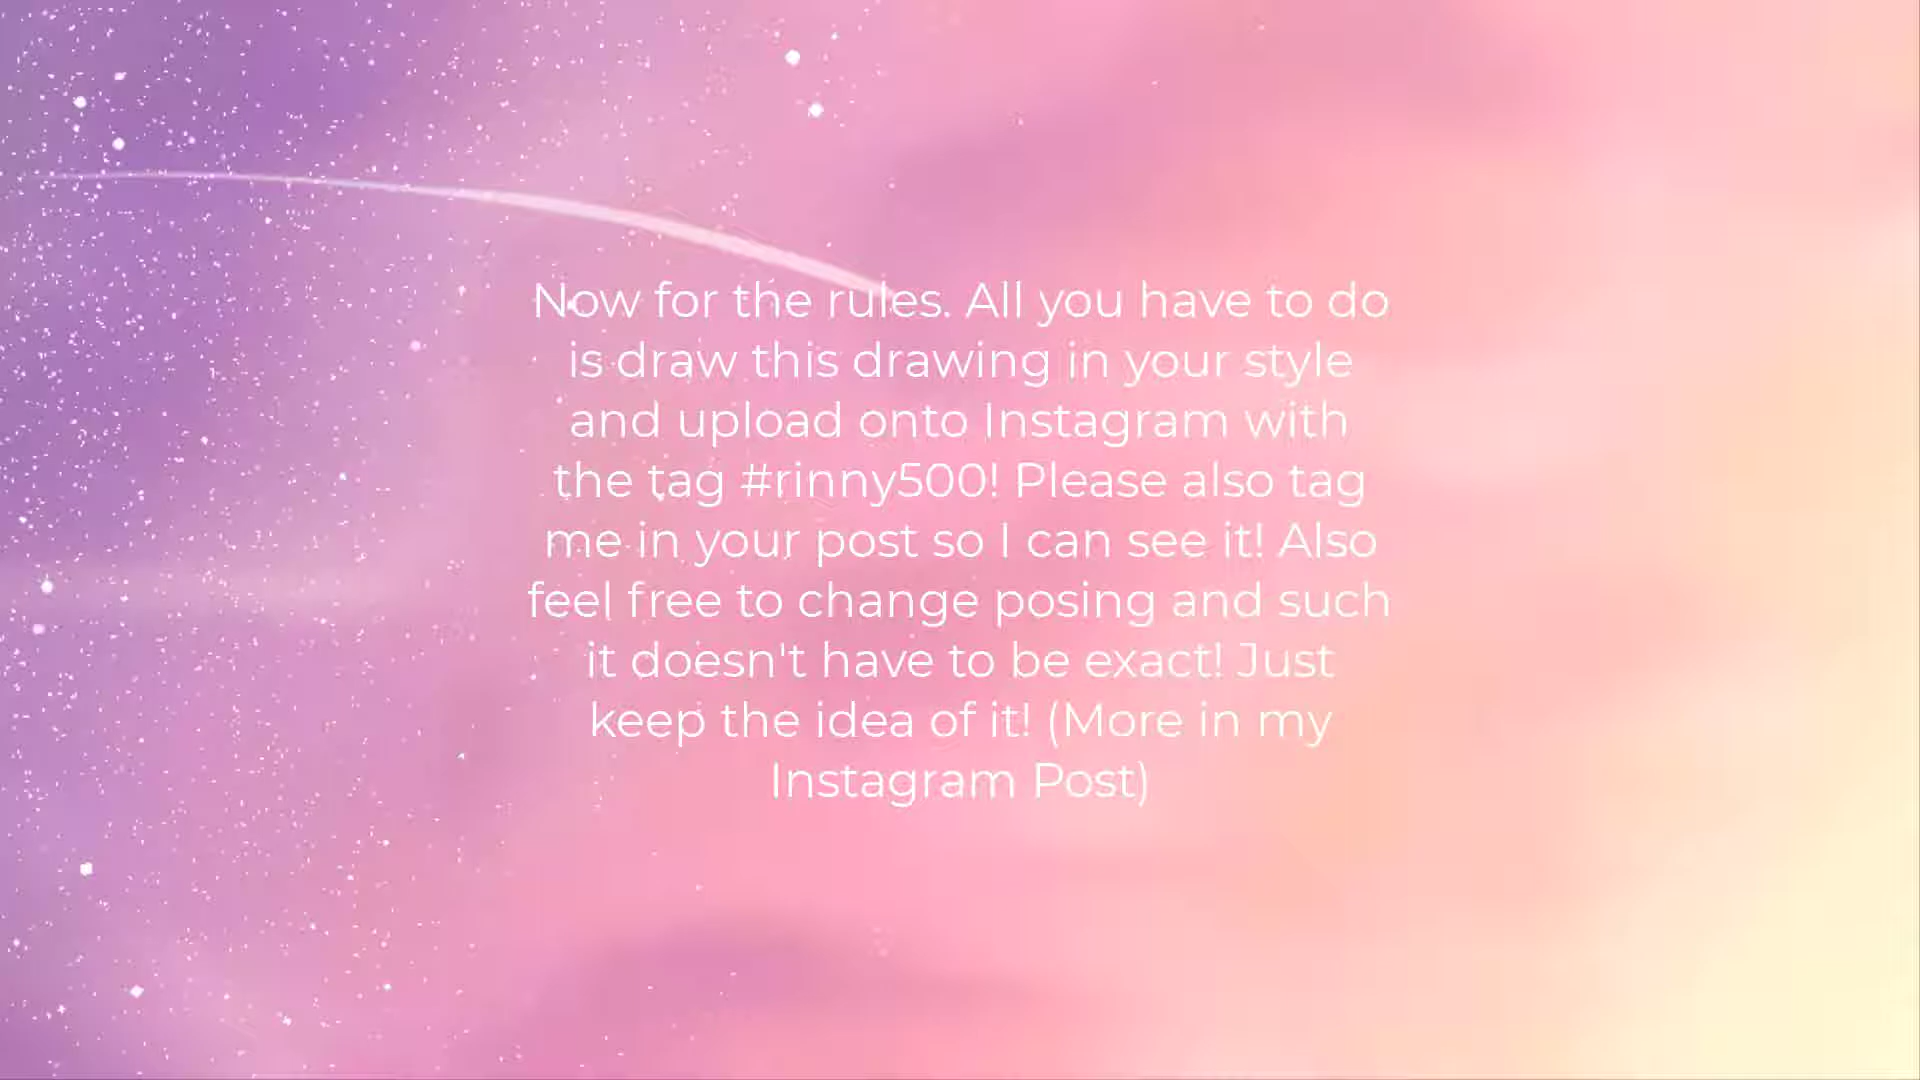 Now for the rules. All you have to do
is draw this drawing in your style
and upload onto Instagram with
the tag #rinny500! Please also tag
me in your post so I can see it! Also
feel free to change posing and such
it doesn't have to be exact! Just
keep the idea of it! (More in my
Instagram Post)